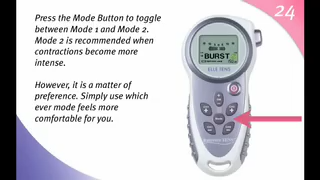 24
Press the Mode Button to toggle
between Mode 1 and Mode 2.
Mode 2 is recommended when
contractions become more
intense.
However, it is a matter of
preference. Simply use which
ever mode feels more
comfortable for you.
BURST
ELLE TENS